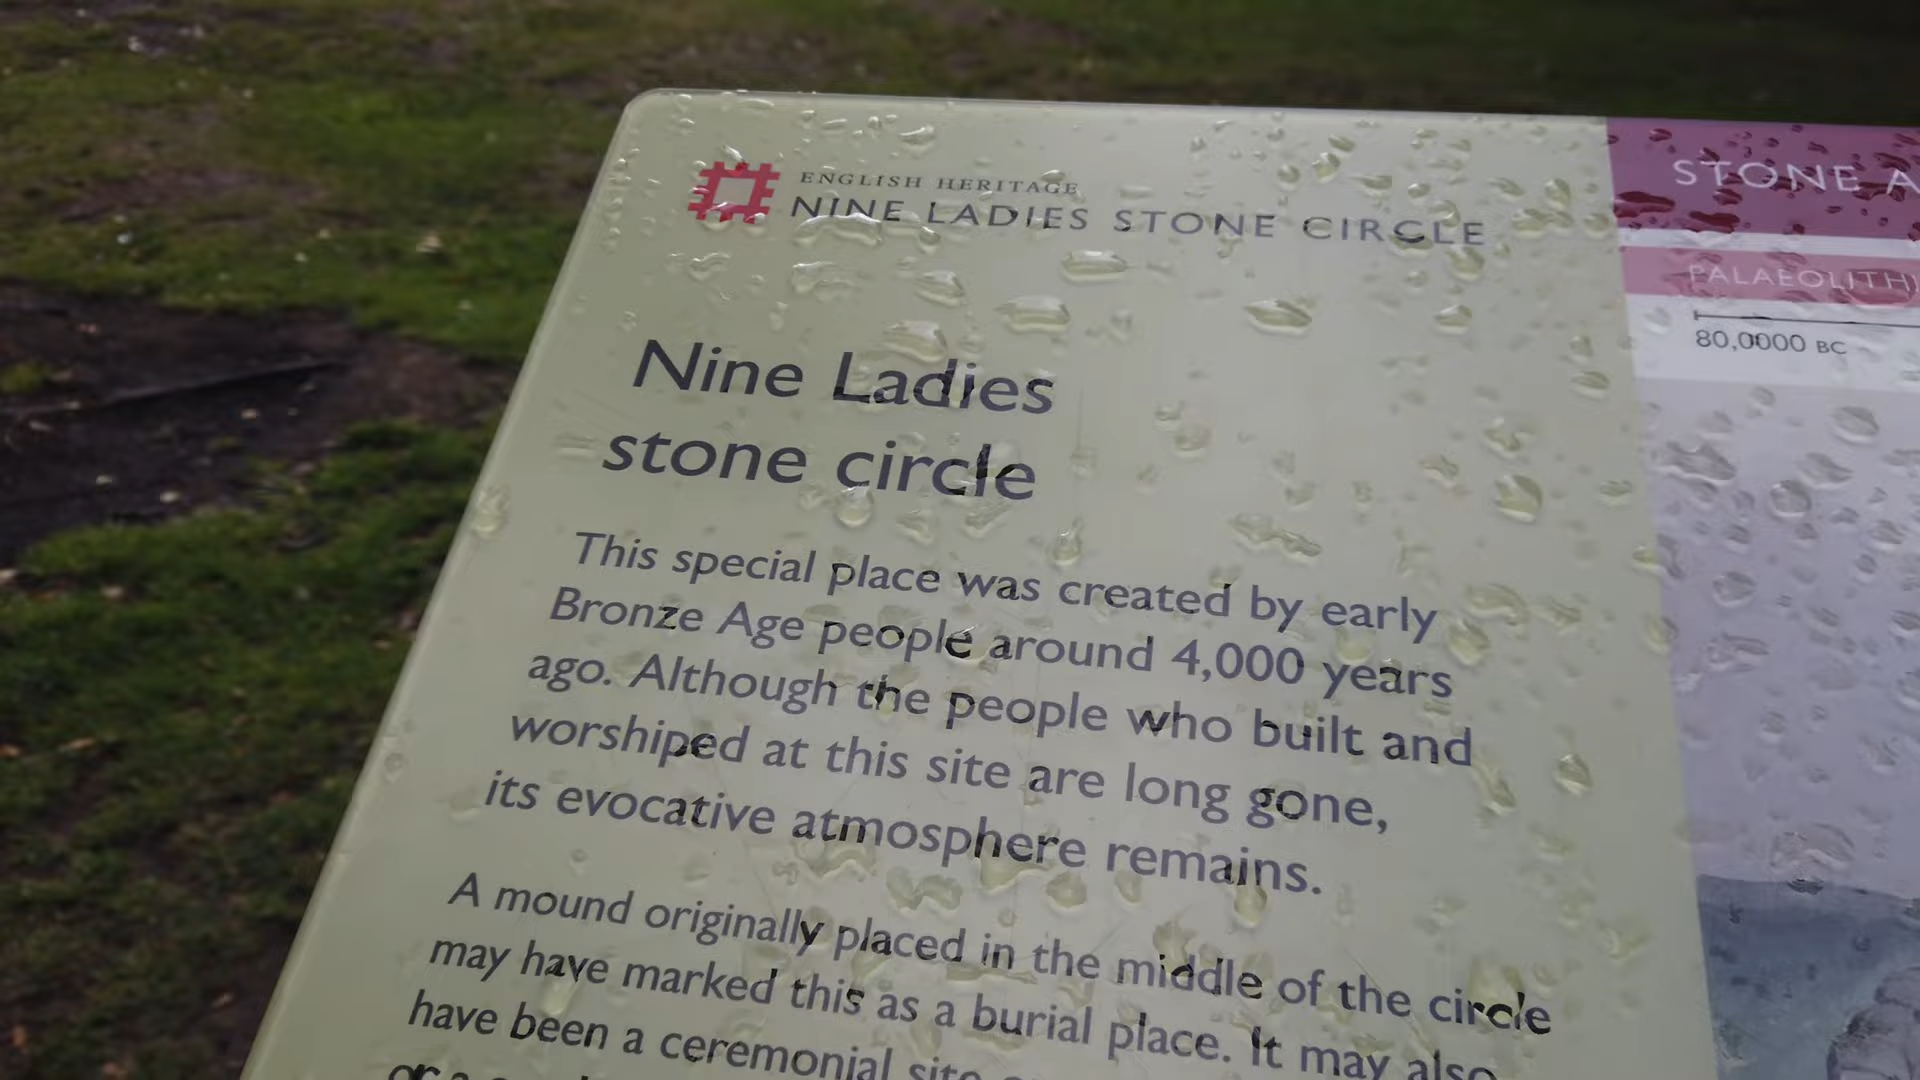 ENGLISH HERITAGE
NINE LADIES STONE CIRCLE
Nine Ladies
stone circle
This special place was created by early
Bronze Age people around 4,000 years
ago. Although the people who built and
worshiped at this site are long gone,
its evocative atmosphere remains.
A mound originally placed in the middle of the circle
may have marked this as a burial place. It may also
have been a ceremonial site
or a
STONE A
PALAEOLITHI
80,0000 BC